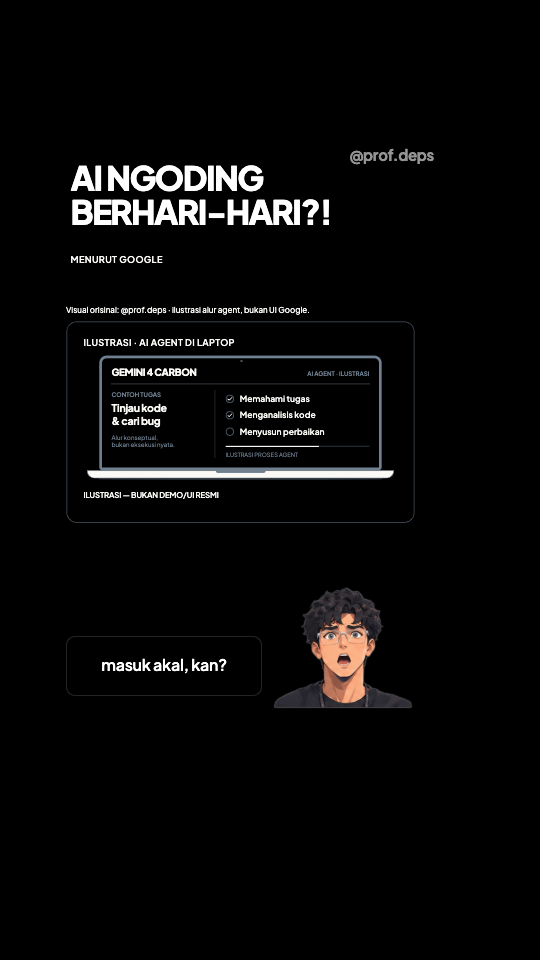 @prof.deps
AI NGODING
BERHARI-HARI?!
MENURUT GOOGLE
Visual orisinal: @prof.deps · ilustrasi alur agent, bukan UI Google.
ILUSTRASI · AI AGENT DI LAPTOP
GEMINI 4 CARBON
AI AGENT · ILUSTRASI
CONTOH TUGAS
Tinjau kode
& cari bug
Alur konseptual,
bukan eksekusi nyata.
Memahami tugas
Menganalisis kode
Menyusun perbaikan
ILUSTRASI PROSES AGENT
ILUSTRASI — BUKAN DEMO/UI RESMI
masuk akal, kan?